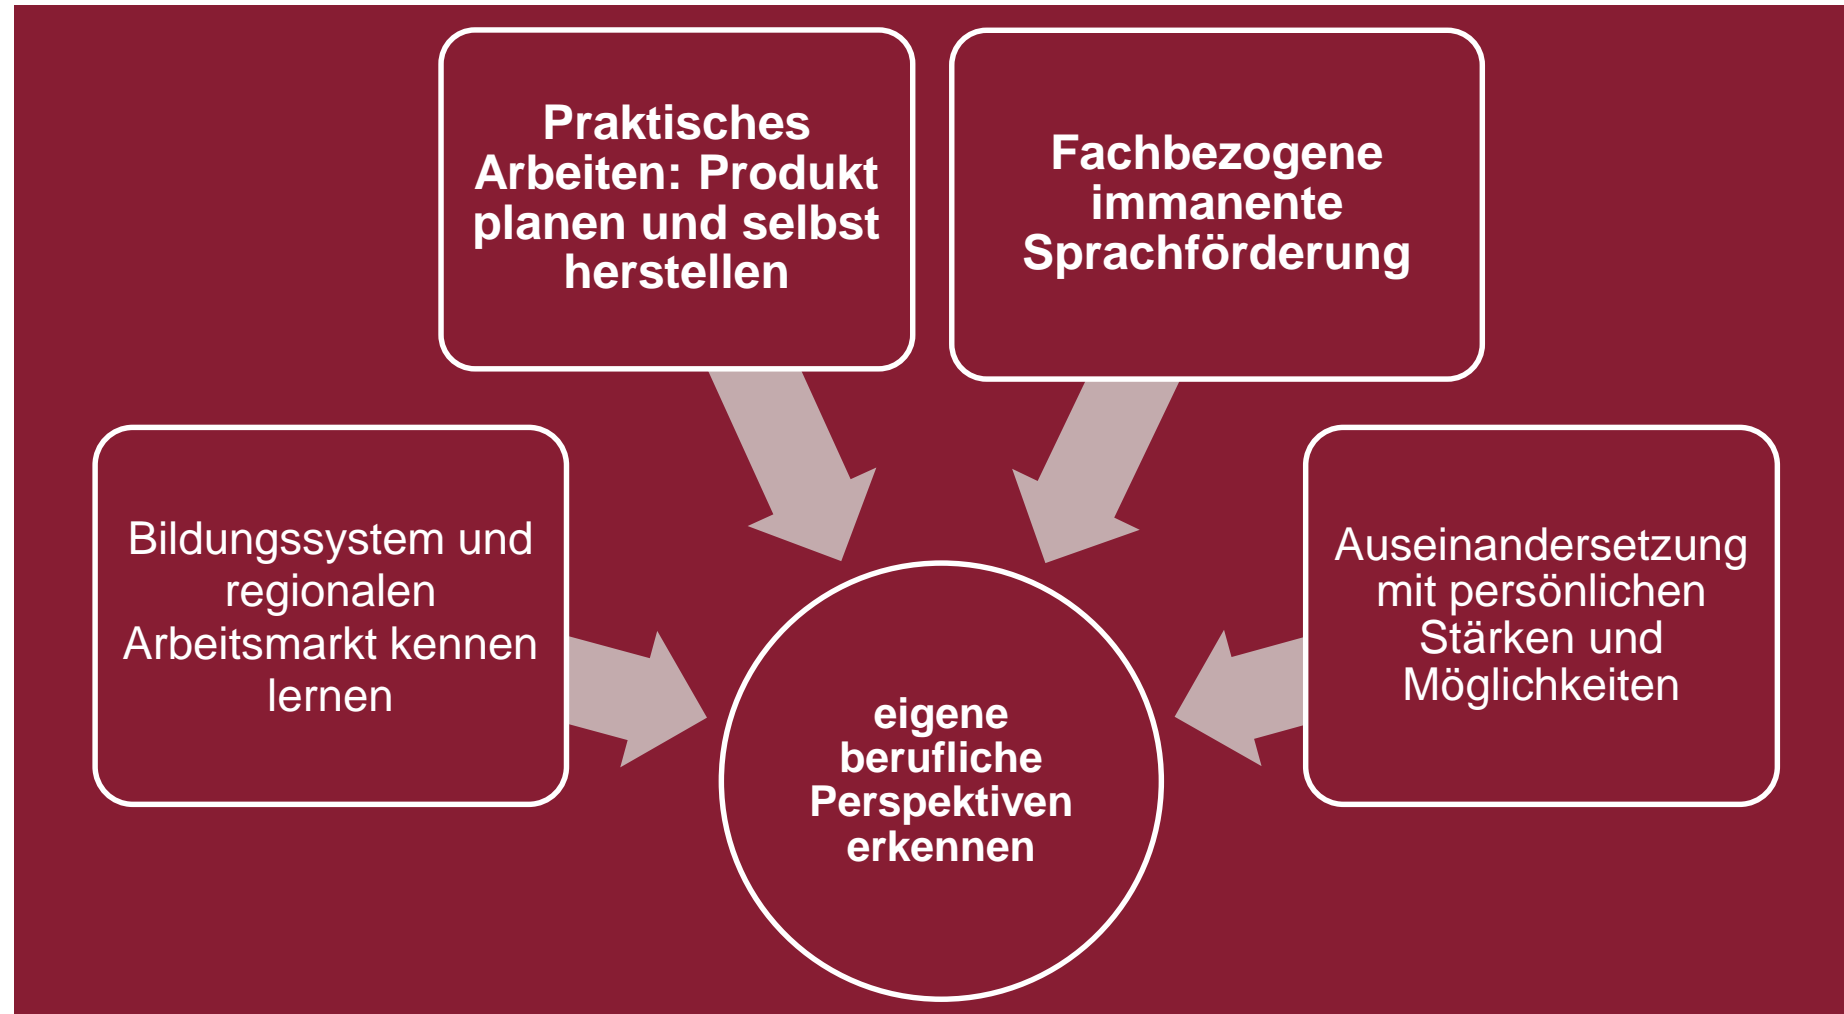 Praktisches
Arbeiten: Produkt
planen und selbst
herstellen
Fachbezogene
immanente
Sprachförderung
Bildungssystem und
regionalen
Arbeitsmarkt kennen
lernen
Auseinandersetzung
mit persönlichen
Stärken und
Möglichkeiten
eigene
berufliche
Perspektiven
erkennen